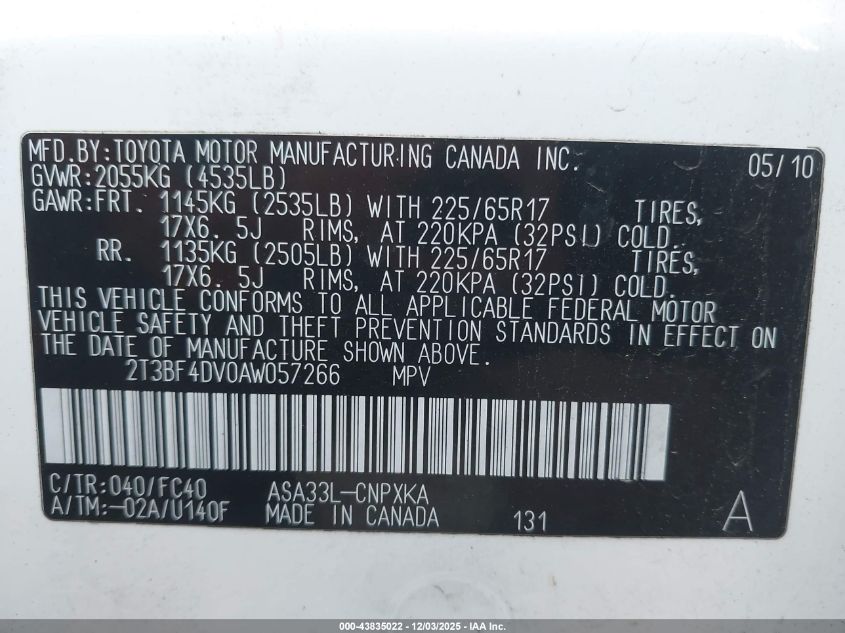 MFD.BY:TOYOTA MOTOR MANUFACTURING CANADA INC. 05/10
GVWR:2055KG (4535LB)
GAWR:FRT. 1145KG (2535LB) WITH 225/65R17 TIRES,
17X6. 5J RIMS, AT 220KPA (32PSI) COLD.
RR. 1135KG (2505LB) WITH 225/65R17 TIRES,
17X6. 5J RIMS, AT 220KPA (32PSI) COLD.
THIS VEHICLE CONFORMS TO ALL APPLICABLE FEDERAL MOTOR
VEHICLE SAFETY AND THEFT PREVENTION STANDARDS IN EFFECT ON
THE DATE OF MANUFACTURE SHOWN ABOVE.
2T3BF4DV0AW057266 MPV
C/TR:040/FC40 ASA33L-CNPXKA
A/TM:-02A/U140F MADE IN CANADA 131 A
000-43835022 - 12/03/2025 - IAA Inc.